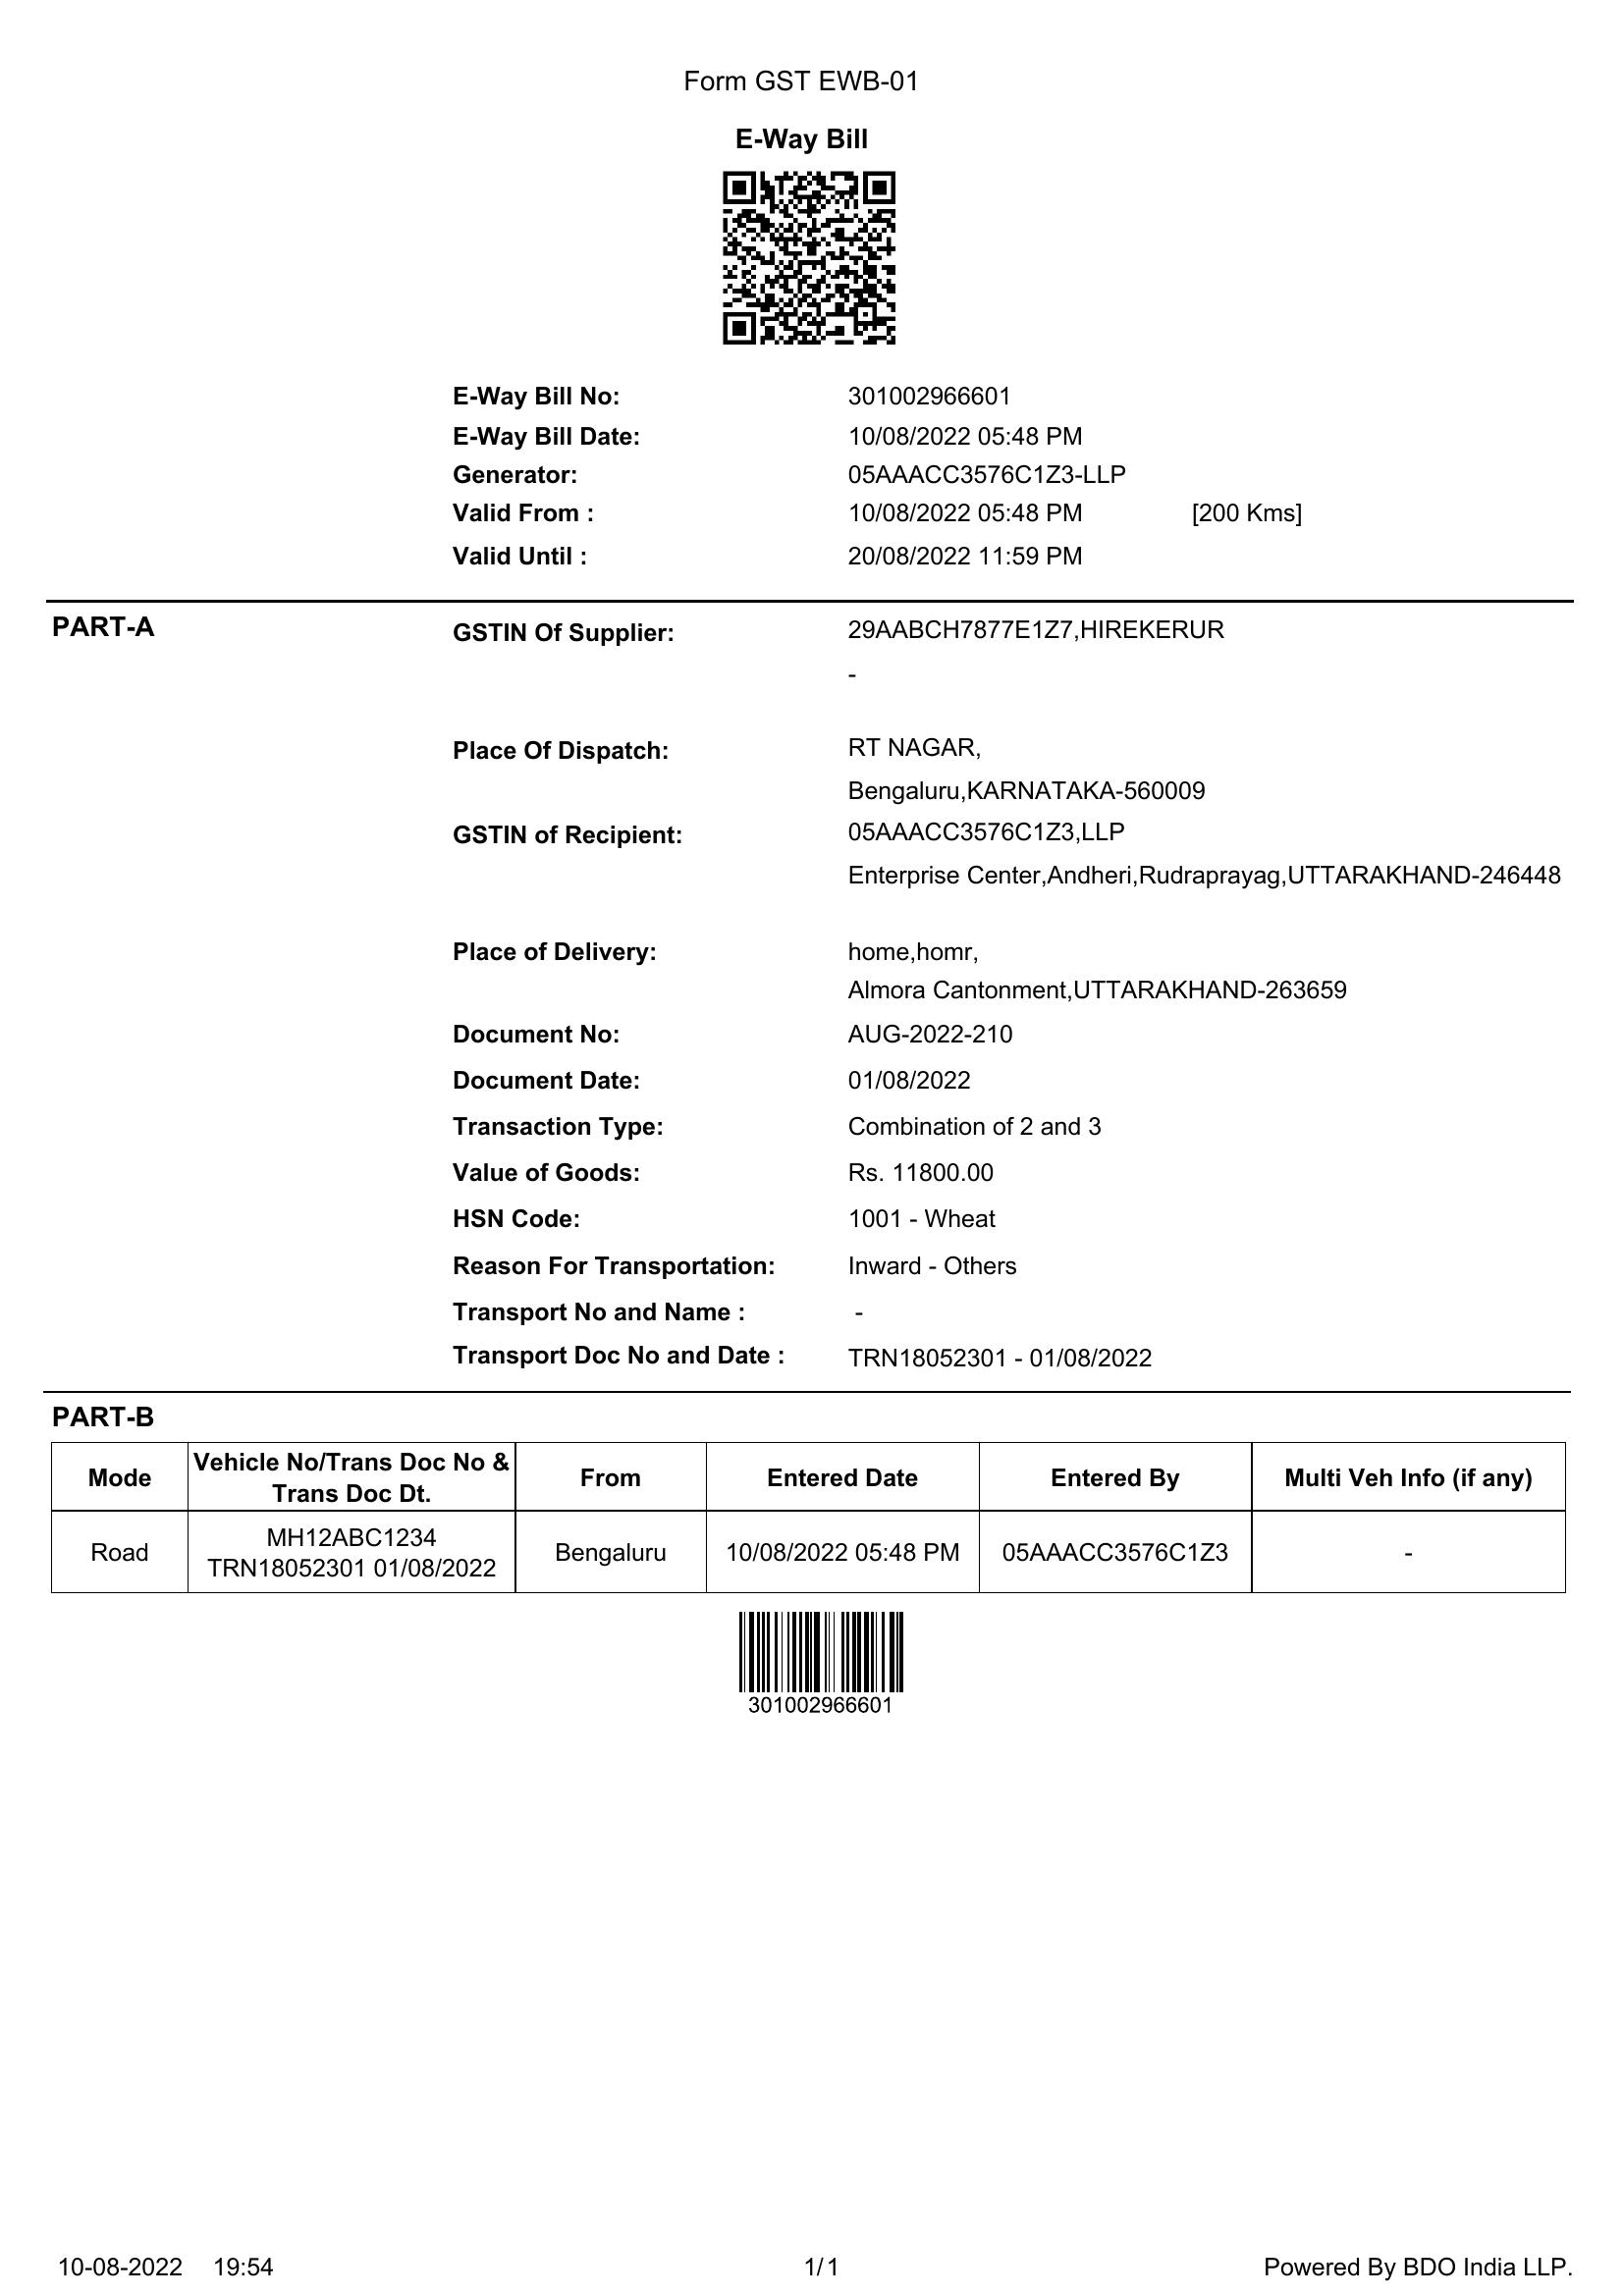 Form GST EWB-01
E-Way Bill
E-Way Bill No: 301002966601
E-Way Bill Date: 10/08/2022 05:48 PM
Generator: 05AAACC3576C1Z3-LLP
Valid From : 10/08/2022 05:48 PM [200 Kms]
Valid Until : 20/08/2022 11:59 PM
PART-A
GSTIN Of Supplier: 29AABCH7877E1Z7,HIREKERUR
-
Place Of Dispatch: RT NAGAR,
Bengaluru,KARNATAKA-560009
GSTIN of Recipient: 05AAACC3576C1Z3,LLP
Enterprise Center,Andheri,Rudraprayag,UTTARAKHAND-246448
Place of Delivery: home,homr,
Almora Cantonment,UTTARAKHAND-263659
Document No: AUG-2022-210
Document Date: 01/08/2022
Transaction Type: Combination of 2 and 3
Value of Goods: Rs. 11800.00
HSN Code: 1001 - Wheat
Reason For Transportation: Inward - Others
Transport No and Name : -
Transport Doc No and Date : TRN18052301 - 01/08/2022
PART-B
Mode Vehicle No/Trans Doc No & Trans Doc Dt. From Entered Date Entered By Multi Veh Info (if any)
Road MH12ABC1234 TRN18052301 01/08/2022 Bengaluru 10/08/2022 05:48 PM 05AAACC3576C1Z3 -
301002966601
10-08-2022 19:54 1/1 Powered By BDO India LLP.